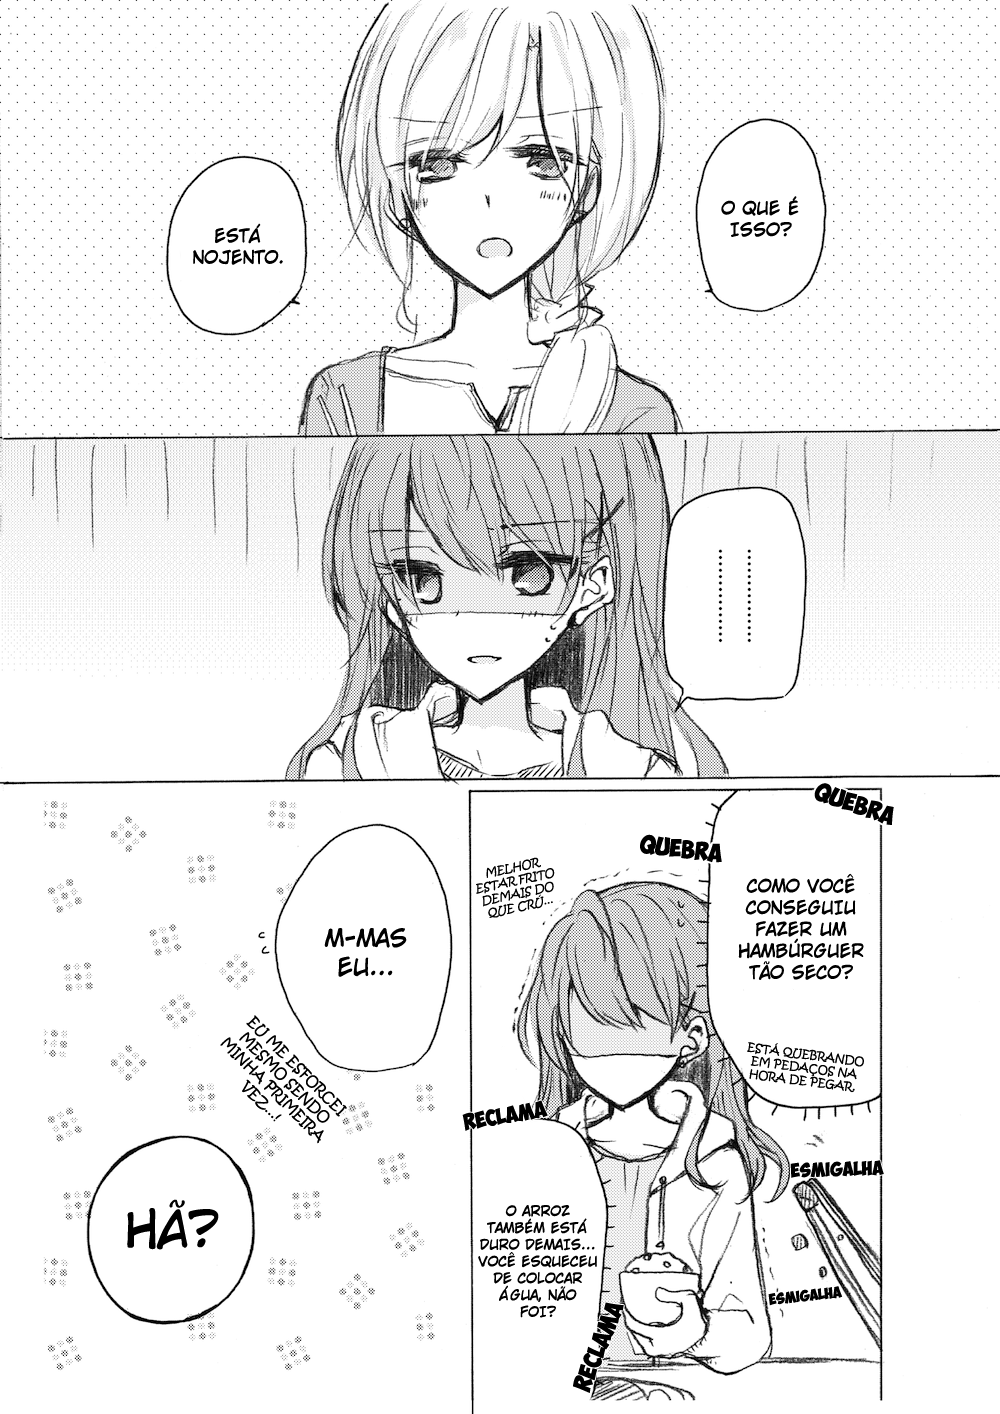 O QUE É
ISSO?
ESTÁ
NOJENTO.
............
............
QUEBRA
QUEBRA
COMO VOCÊ
CONSEGUIU
FAZER UM
HAMBÚRGUER
TÃO SECO?
ESTÁ QUEBRANDO
EM PEDAÇOS NA
HORA DE PEGAR.
MELHOR
ESTAR FRITO
DEMAIS DO
QUE CRÚ...
ESMIGALHA
ESMIGALHA
RECLAMA
O ARROZ
TAMBÉM ESTÁ
DURO DEMAIS...
VOCÊ ESQUECEU
DE COLOCAR
ÁGUA, NÃO
FOI?
RECLAMA
M-MAS
EU...
EU ME ESFORCEI
MESMO SENDO
MINHA PRIMEIRA
VEZ...!
HÃ?